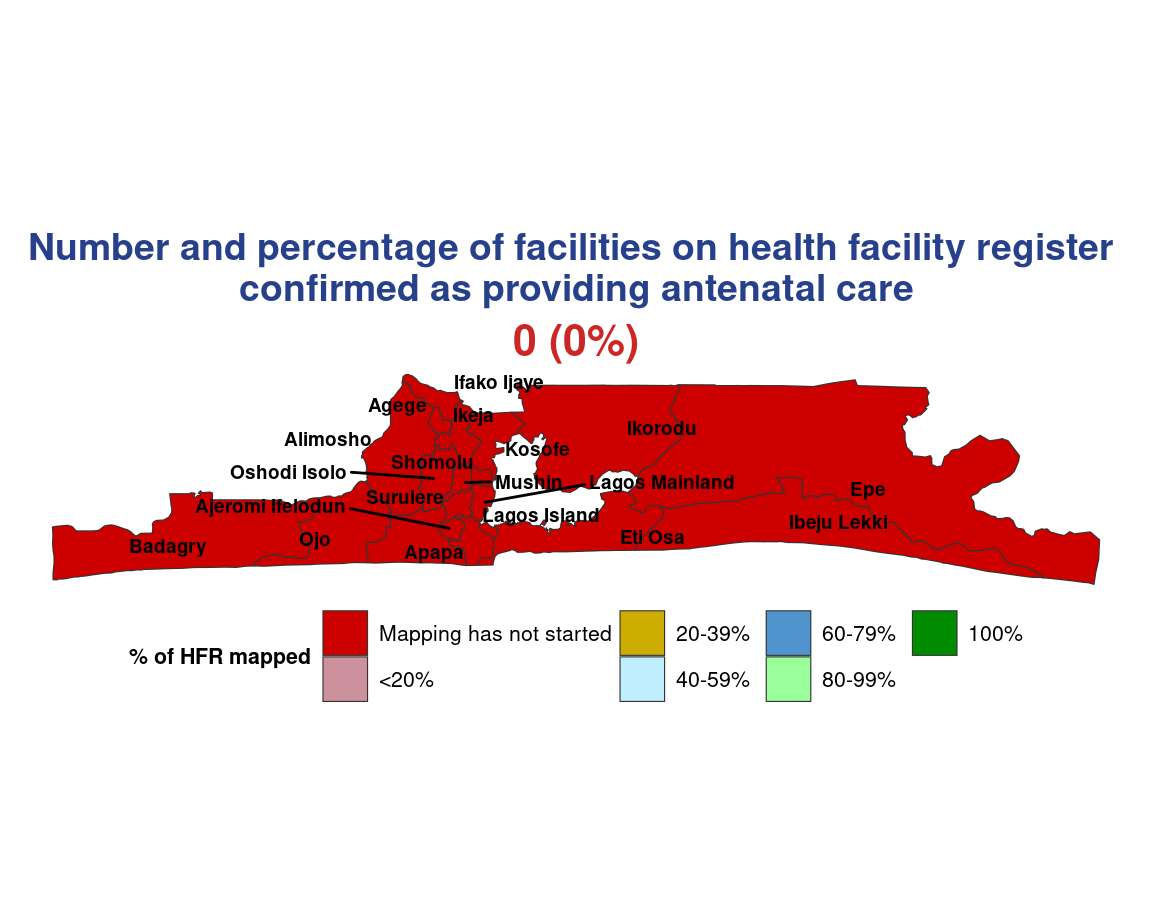 Number and percentage of facilities on health facility register
confirmed as providing antenatal care
0 (0%)
Ifako Ijaye
Agege
Ikeja
Ikorodu
Alimosho
Kosofe
Shomolu
Oshodi Isolo
Mushin
Lagos Mainland
Epe
Surulere
Ajeromi Ifelodun
Lagos Island
Ibeju Lekki
Eti Osa
Ojo
Badagry
Apapa
% of HFR mapped
Mapping has not started
<20%
20-39%
40-59%
60-79%
80-99%
100%